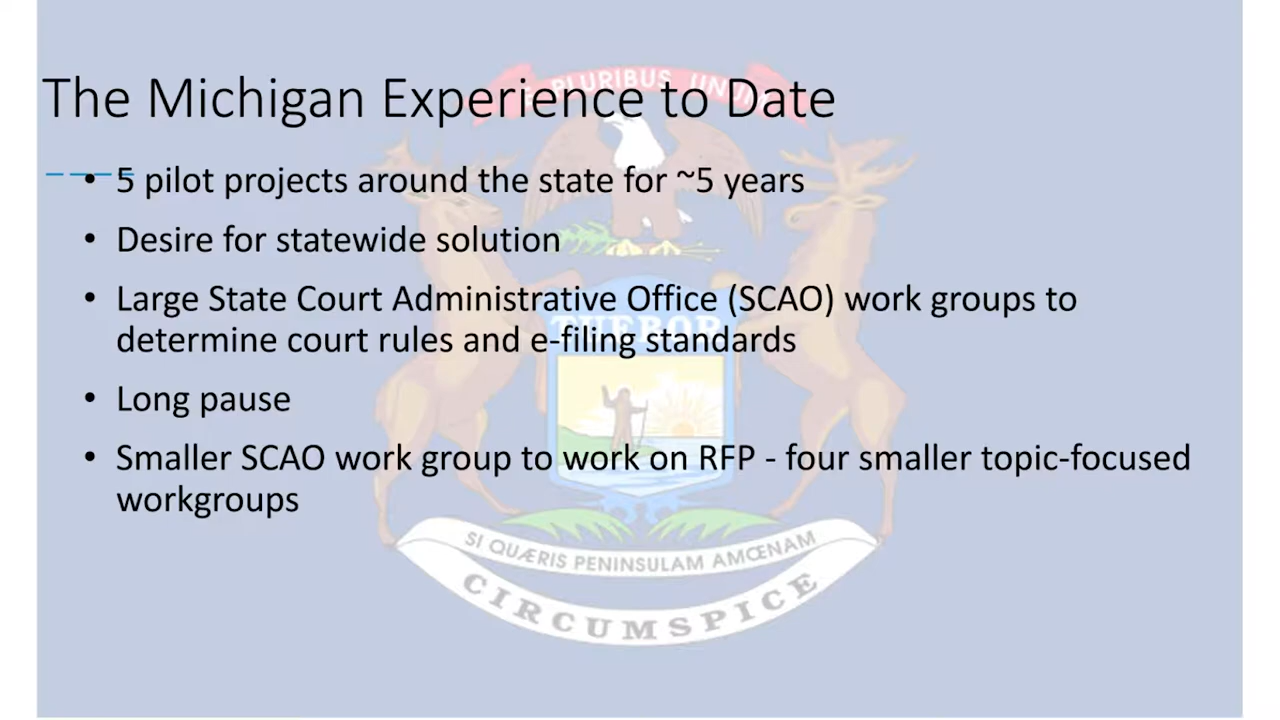 The Michigan Experience to Date
• 5 pilot projects around the state for ~5 years
• Desire for statewide solution
• Large State Court Administrative Office (SCAO) work groups to
determine court rules and e-filing standards
• Long pause
• Smaller SCAO work group to work on RFP - four smaller topic-focused
workgroups
E PLURIBUS UNUM
TUEBOR
SI QUÆRIS PENINSULAM AMŒNAM
CIRCUMSPICE